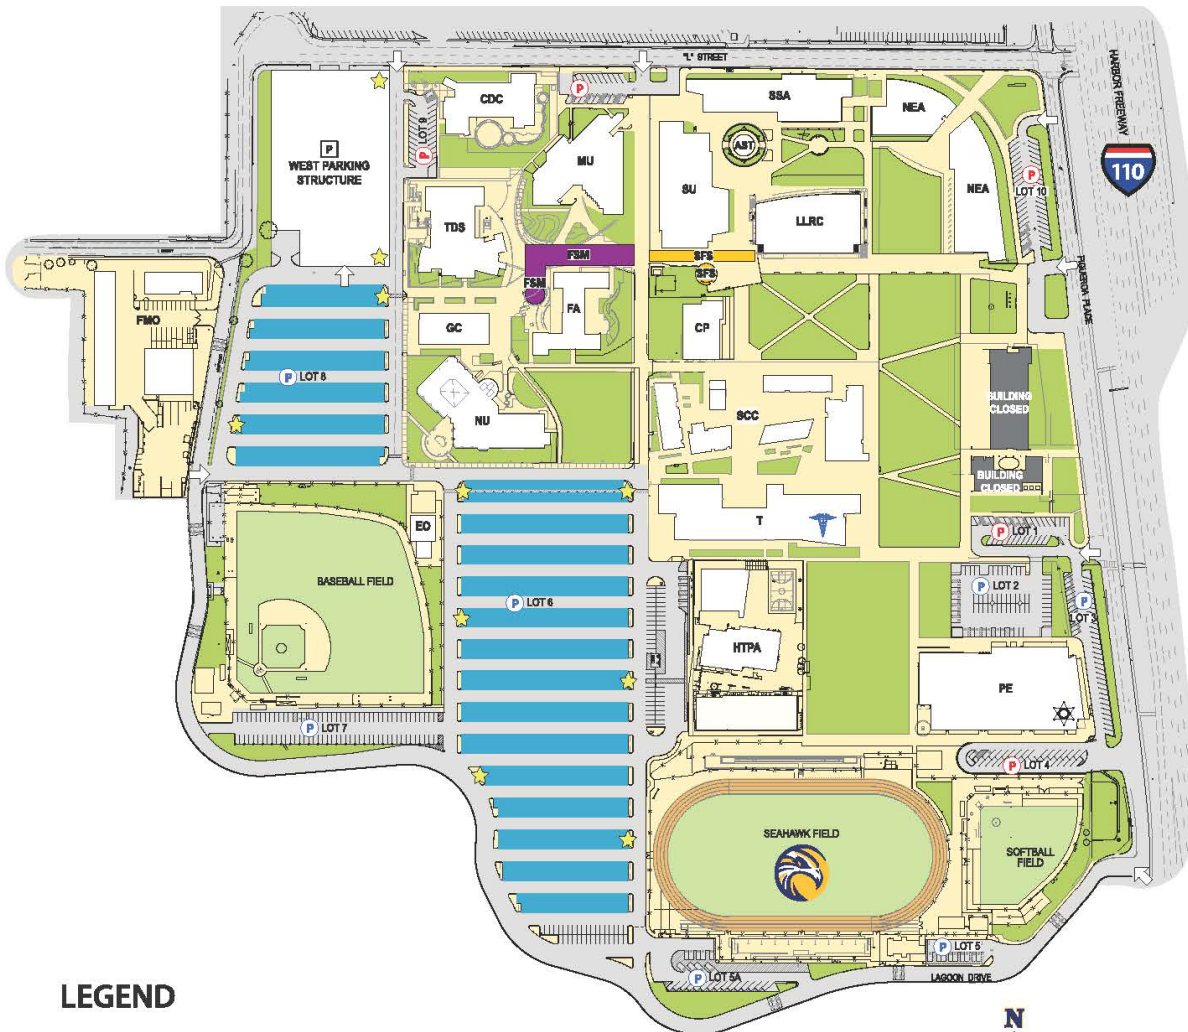 "L" STREET
HARBOR FREEWAY
110
CDC
P
SSA
NEA
LOT 9
P
P
WEST PARKING
STRUCTURE
MU
AST
SU
NEA
P
LOT 10
TDS
LLRC
FSM
SFS
SFS
FSM
FIGUEROA PLACE
FMO
GC
FA
CP
P LOT 8
NU
SCC
BUILDING
CLOSED
BUILDING
CLOSED
EO
T
P LOT 1
BASEBALL FIELD
P LOT 6
P LOT 2
P
LOT 3
HTPA
PE
P LOT 7
P LOT 4
SEAHAWK FIELD
SOFTBALL
FIELD
P LOT 5
P LOT 5A
LAGOON DRIVE
LEGEND
N